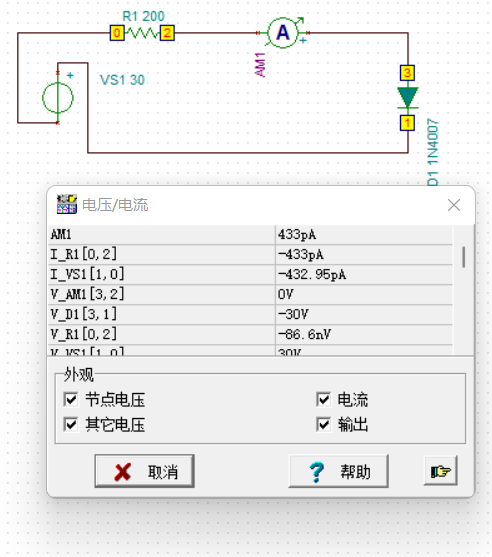 R1 200
0
2
A
+
AM1
+
VS1 30
3
1
D1 1N4007
电压/电流
AM1 433pA
I_R1[0,2] -433pA
I_VS1[1,0] -432.95pA
V_AM1[3,2] 0V
V_D1[3,1] -30V
V_R1[0,2] -86.6nV
V_VS1[1,0] 30V
外观
节点电压
电流
其它电压
输出
取消
帮助